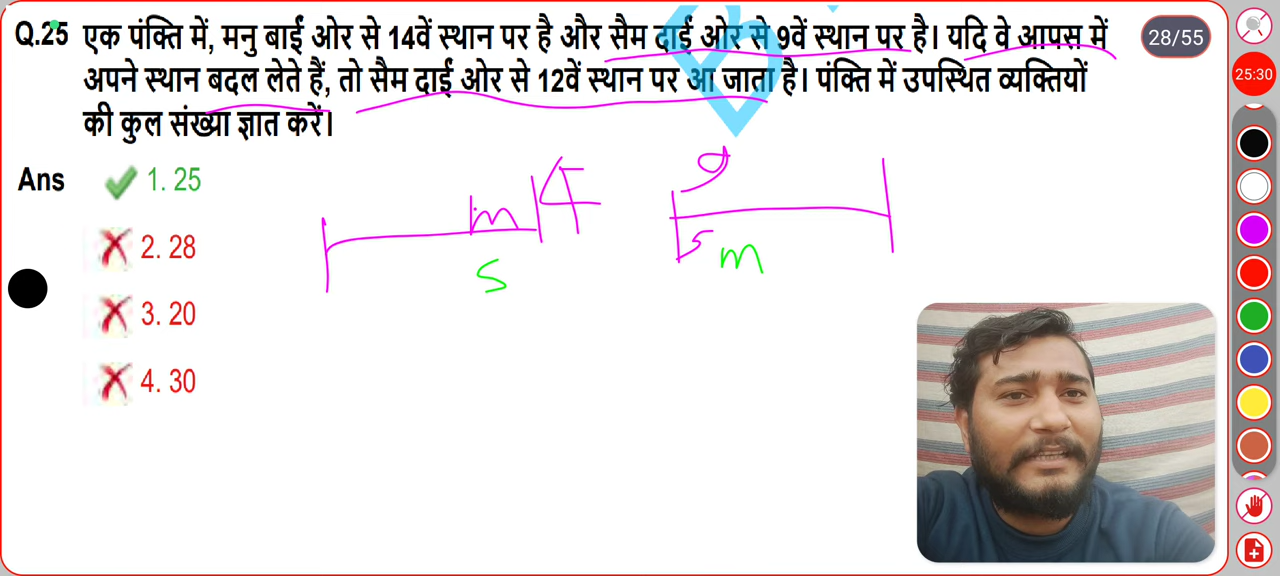 Q.25 एक पंक्ति में, मनु बाईं ओर से 14वें स्थान पर है और सैम दाईं ओर से 9वें स्थान पर है। यदि वे आपस में
अपने स्थान बदल लेते हैं, तो सैम दाईं ओर से 12वें स्थान पर आ जाता है। पंक्ति में उपस्थित व्यक्तियों
की कुल संख्या ज्ञात करें।
28/55
25:30
Ans 1. 25
2. 28
3. 20
4. 30
m 14
9
S
S m